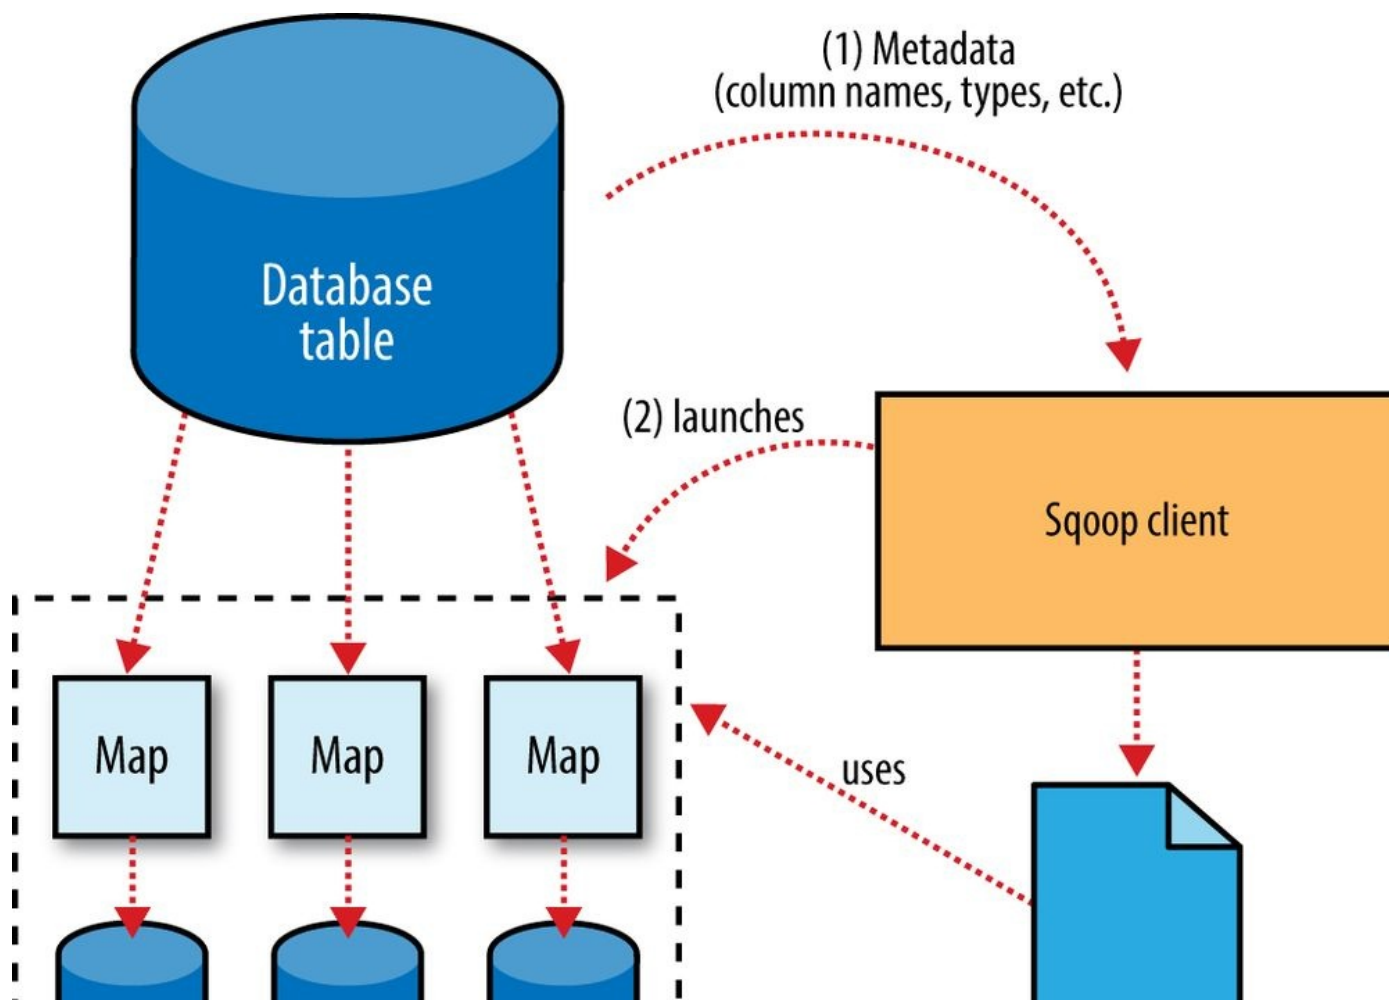 (1) Metadata
(column names, types, etc.)
Database
table
(2) launches
Sqoop client
Map
Map
Map
uses